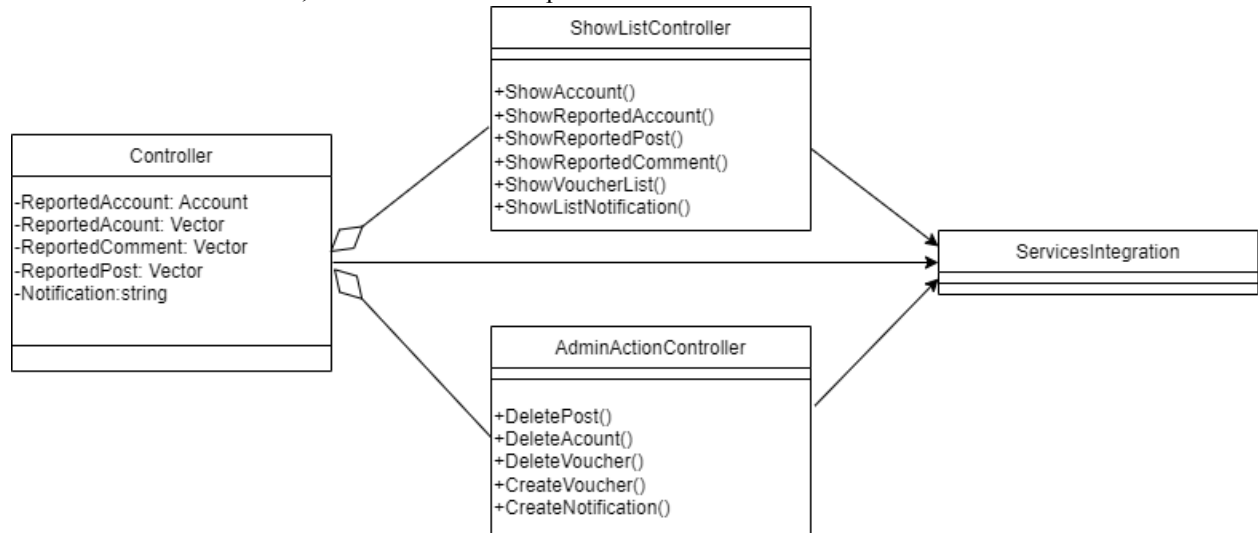 ShowListController
+ShowAccount()
+ShowReportedAccount()
+ShowReportedPost()
+ShowReportedComment()
+ShowVoucherList()
+ShowListNotification()
Controller
-ReportedAccount: Account
-ReportedAcount: Vector
-ReportedComment: Vector
-ReportedPost: Vector
-Notification:string
ServicesIntegration
AdminActionController
+DeletePost()
+DeleteAcount()
+DeleteVoucher()
+CreateVoucher()
+CreateNotification()